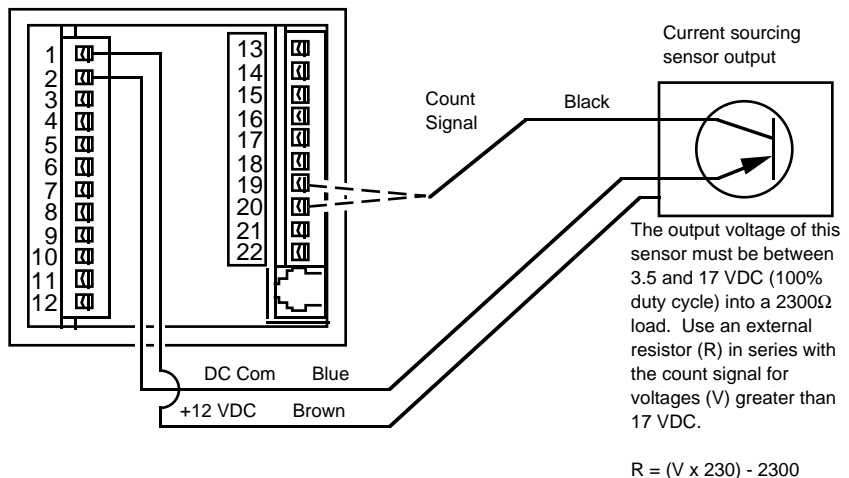 1
2
3
4
5
6
7
8
9
10
11
12
13
14
15
16
17
18
19
20
21
22
Count
Signal
Black
Current sourcing
sensor output
DC Com Blue
+12 VDC Brown
The output voltage of this
sensor must be between
3.5 and 17 VDC (100%
duty cycle) into a 2300Ω
load. Use an external
resistor (R) in series with
the count signal for
voltages (V) greater than
17 VDC.
R = (V x 230) - 2300